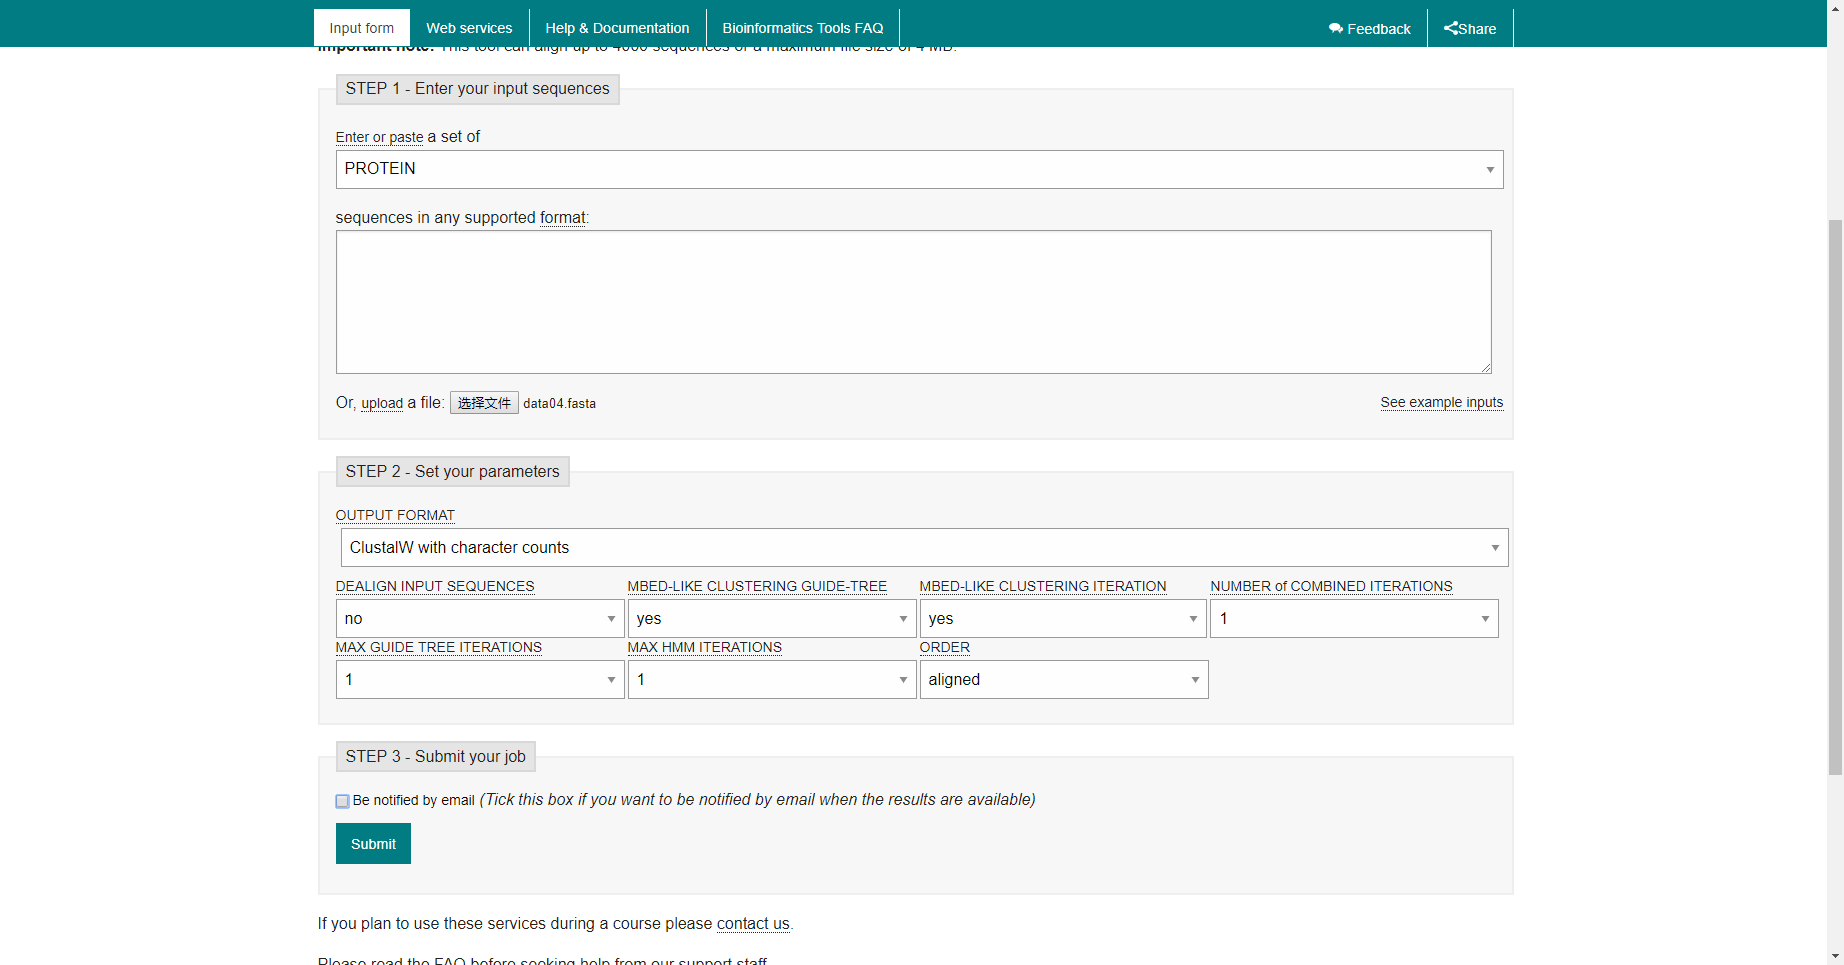 Input form
Web services
Help & Documentation
Bioinformatics Tools FAQ
Feedback
Share
Important note: This tool can align up to 4000 sequences or a maximum file size of 4 MB.
STEP 1 - Enter your input sequences
Enter or paste a set of
PROTEIN
sequences in any supported format:
Or, upload a file: 选择文件 data04.fasta
See example inputs
STEP 2 - Set your parameters
OUTPUT FORMAT
ClustalW with character counts
DEALIGN INPUT SEQUENCES
MBED-LIKE CLUSTERING GUIDE-TREE
MBED-LIKE CLUSTERING ITERATION
NUMBER of COMBINED ITERATIONS
no
yes
yes
1
MAX GUIDE TREE ITERATIONS
MAX HMM ITERATIONS
ORDER
1
1
aligned
STEP 3 - Submit your job
Be notified by email (Tick this box if you want to be notified by email when the results are available)
Submit
If you plan to use these services during a course please contact us.
Please read the FAQ before seeking help from our support staff.